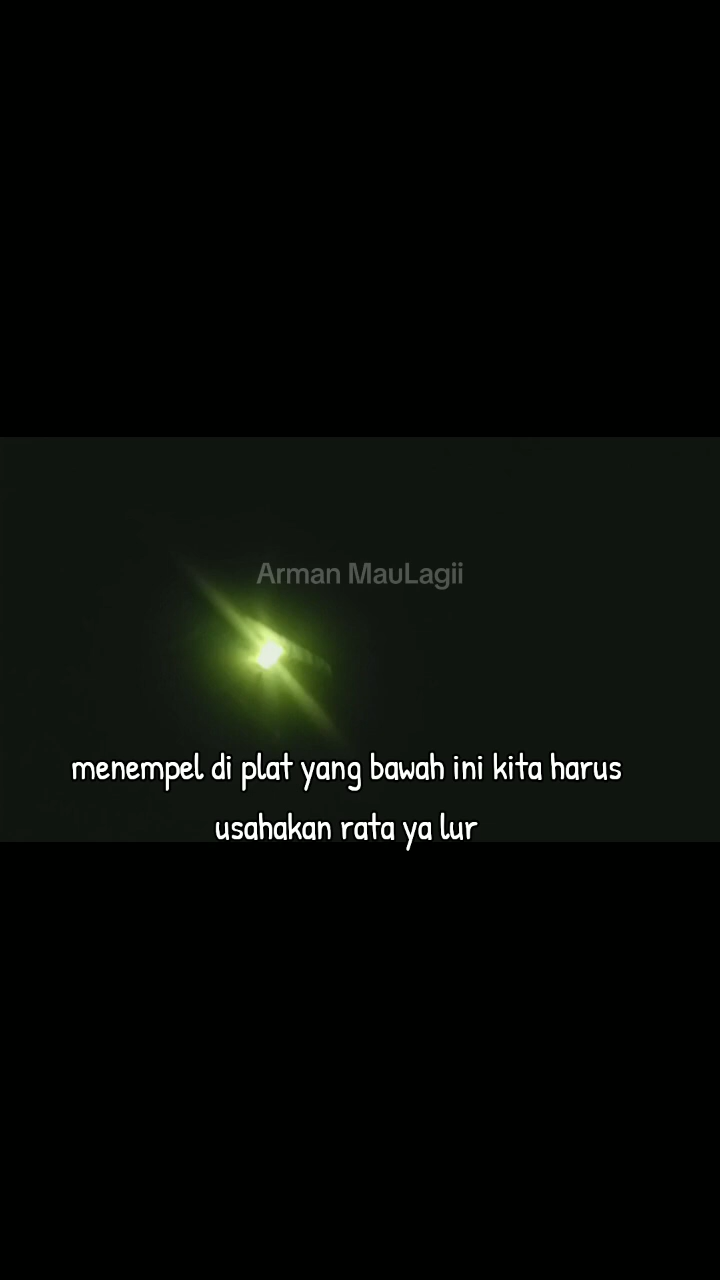 Arman MauLagii
menempel di plat yang bawah ini kita harus
usahakan rata ya lur